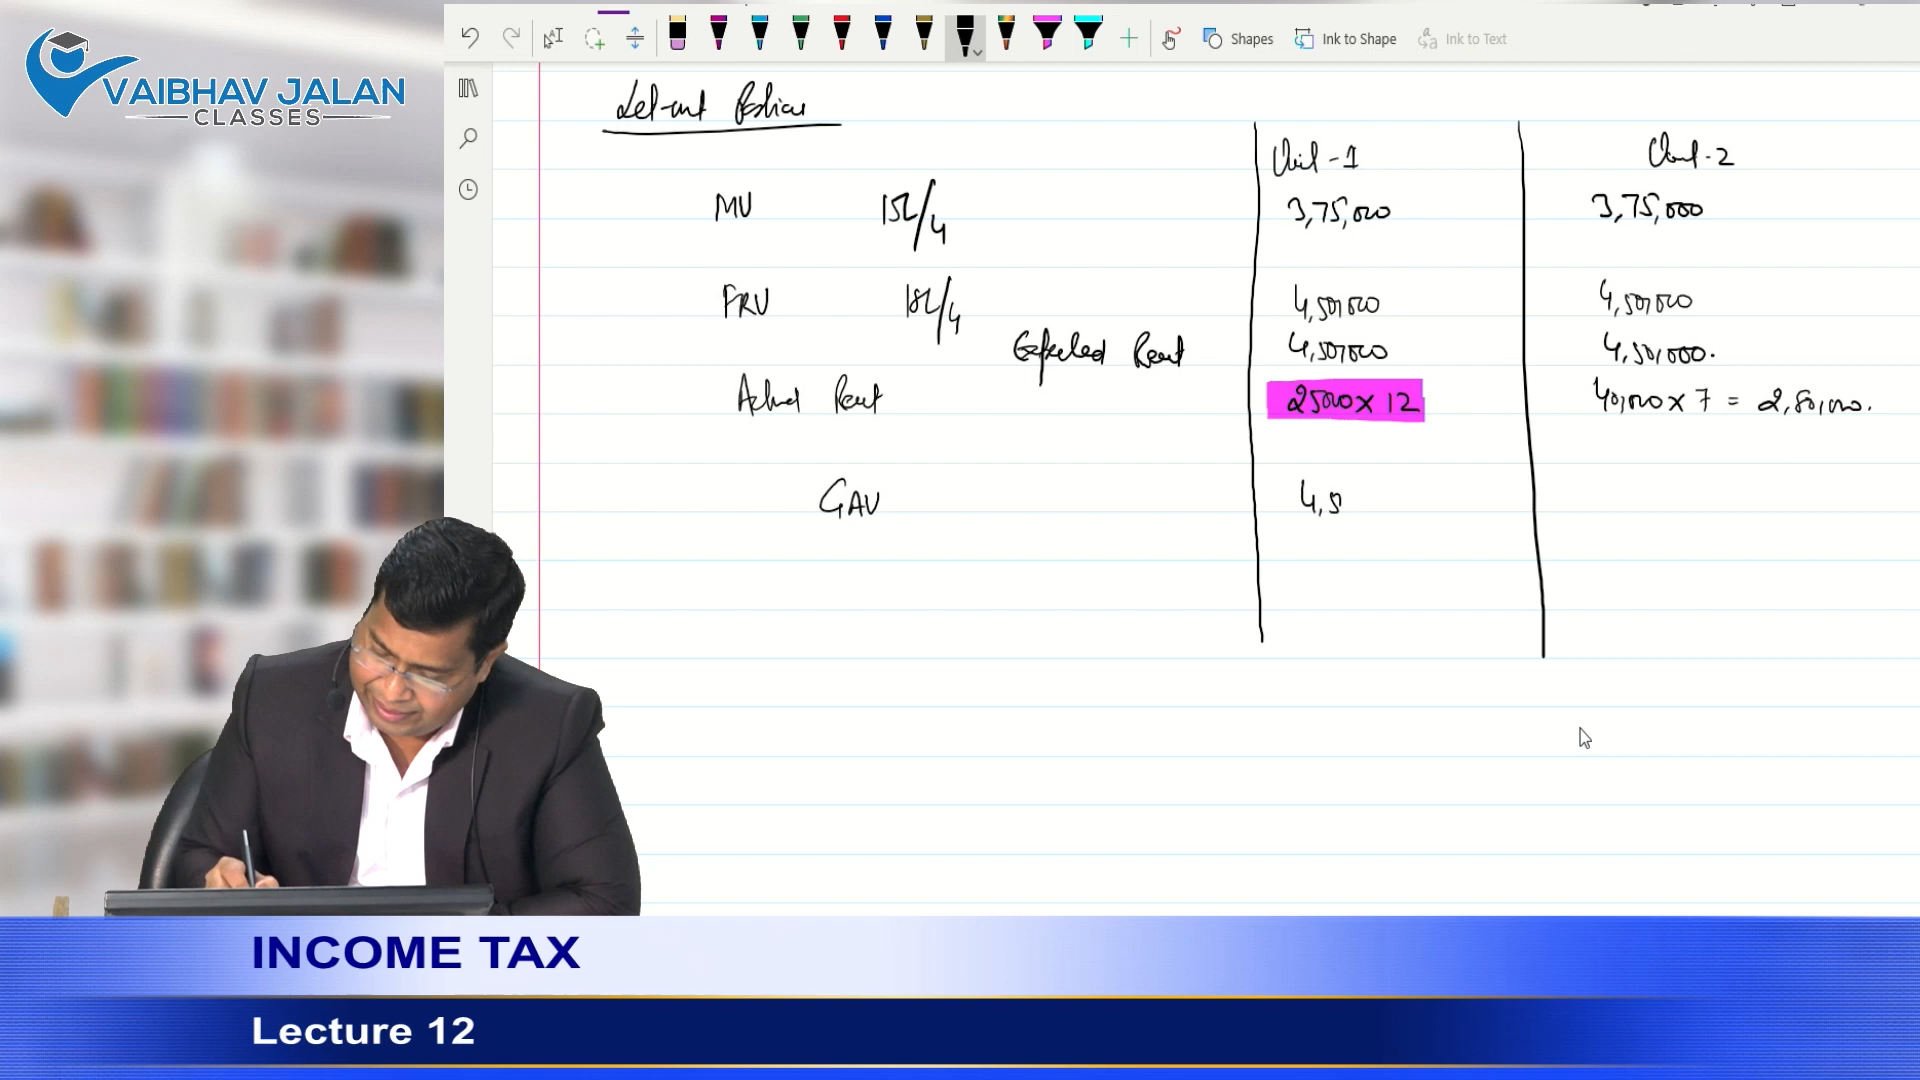 VAIBHAV JALAN
CLASSES
Shapes
Ink to Shape
Ink to Text
Let-out Portion
Unit-1 Unit-2
MV 15L/4 3,75,000 3,75,000
FRV 18L/4 4,50,000 4,50,000
Expected Rent 4,50,000 4,50,000.
Actual Rent 25000 x 12 40,000 x 7 = 2,80,000.
GAV 4,5
INCOME TAX
Lecture 12